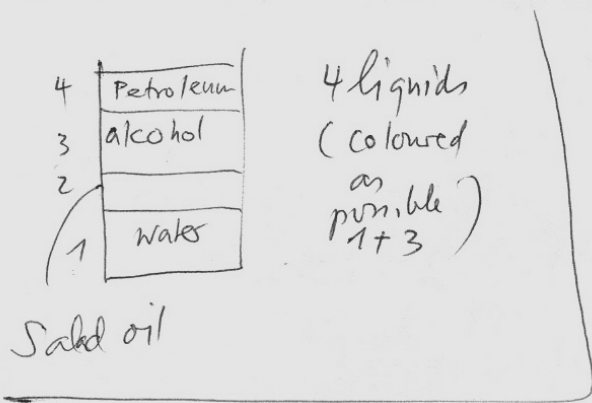 4 Petroleum
3 alcohol
2
1 water
Salad oil
4 liquids
(coloured
as
possible
1+3)